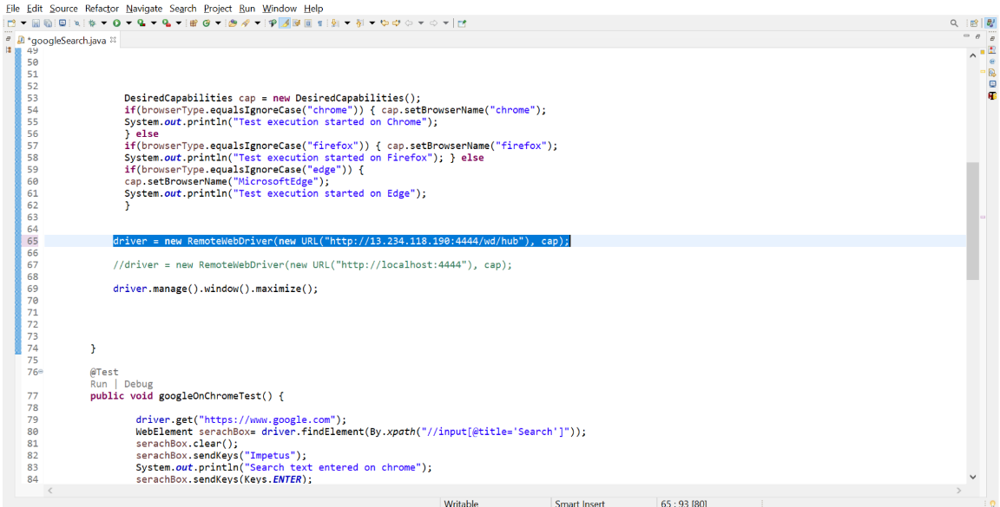 File Edit Source Refactor Navigate Search Project Run Window Help
*googleSearch.java
49
50
51
52
53 DesiredCapabilities cap = new DesiredCapabilities();
54 if(browserType.equalsIgnoreCase("chrome")) { cap.setBrowserName("chrome");
55 System.out.println("Test execution started on Chrome");
56 } else
57 if(browserType.equalsIgnoreCase("firefox")) { cap.setBrowserName("firefox");
58 System.out.println("Test execution started on Firefox"); } else
59 if(browserType.equalsIgnoreCase("edge")) {
60 cap.setBrowserName("MicrosoftEdge");
61 System.out.println("Test execution started on Edge");
62 }
63
64
65 driver = new RemoteWebDriver(new URL("http://13.234.118.190:4444/wd/hub"), cap);
66
67 //driver = new RemoteWebDriver(new URL("http://localhost:4444"), cap);
68
69 driver.manage().window().maximize();
70
71
72
73
74 }
75
76 @Test
Run | Debug
77 public void googleOnChromeTest() {
78
79 driver.get("https://www.google.com");
80 WebElement serachBox= driver.findElement(By.xpath("//input[@title='Search']"));
81 serachBox.clear();
82 serachBox.sendKeys("Impetus");
83 System.out.println("Search text entered on chrome");
84 serachBox.sendKeys(Keys.ENTER);
Writable Smart Insert 65 : 93 [80]